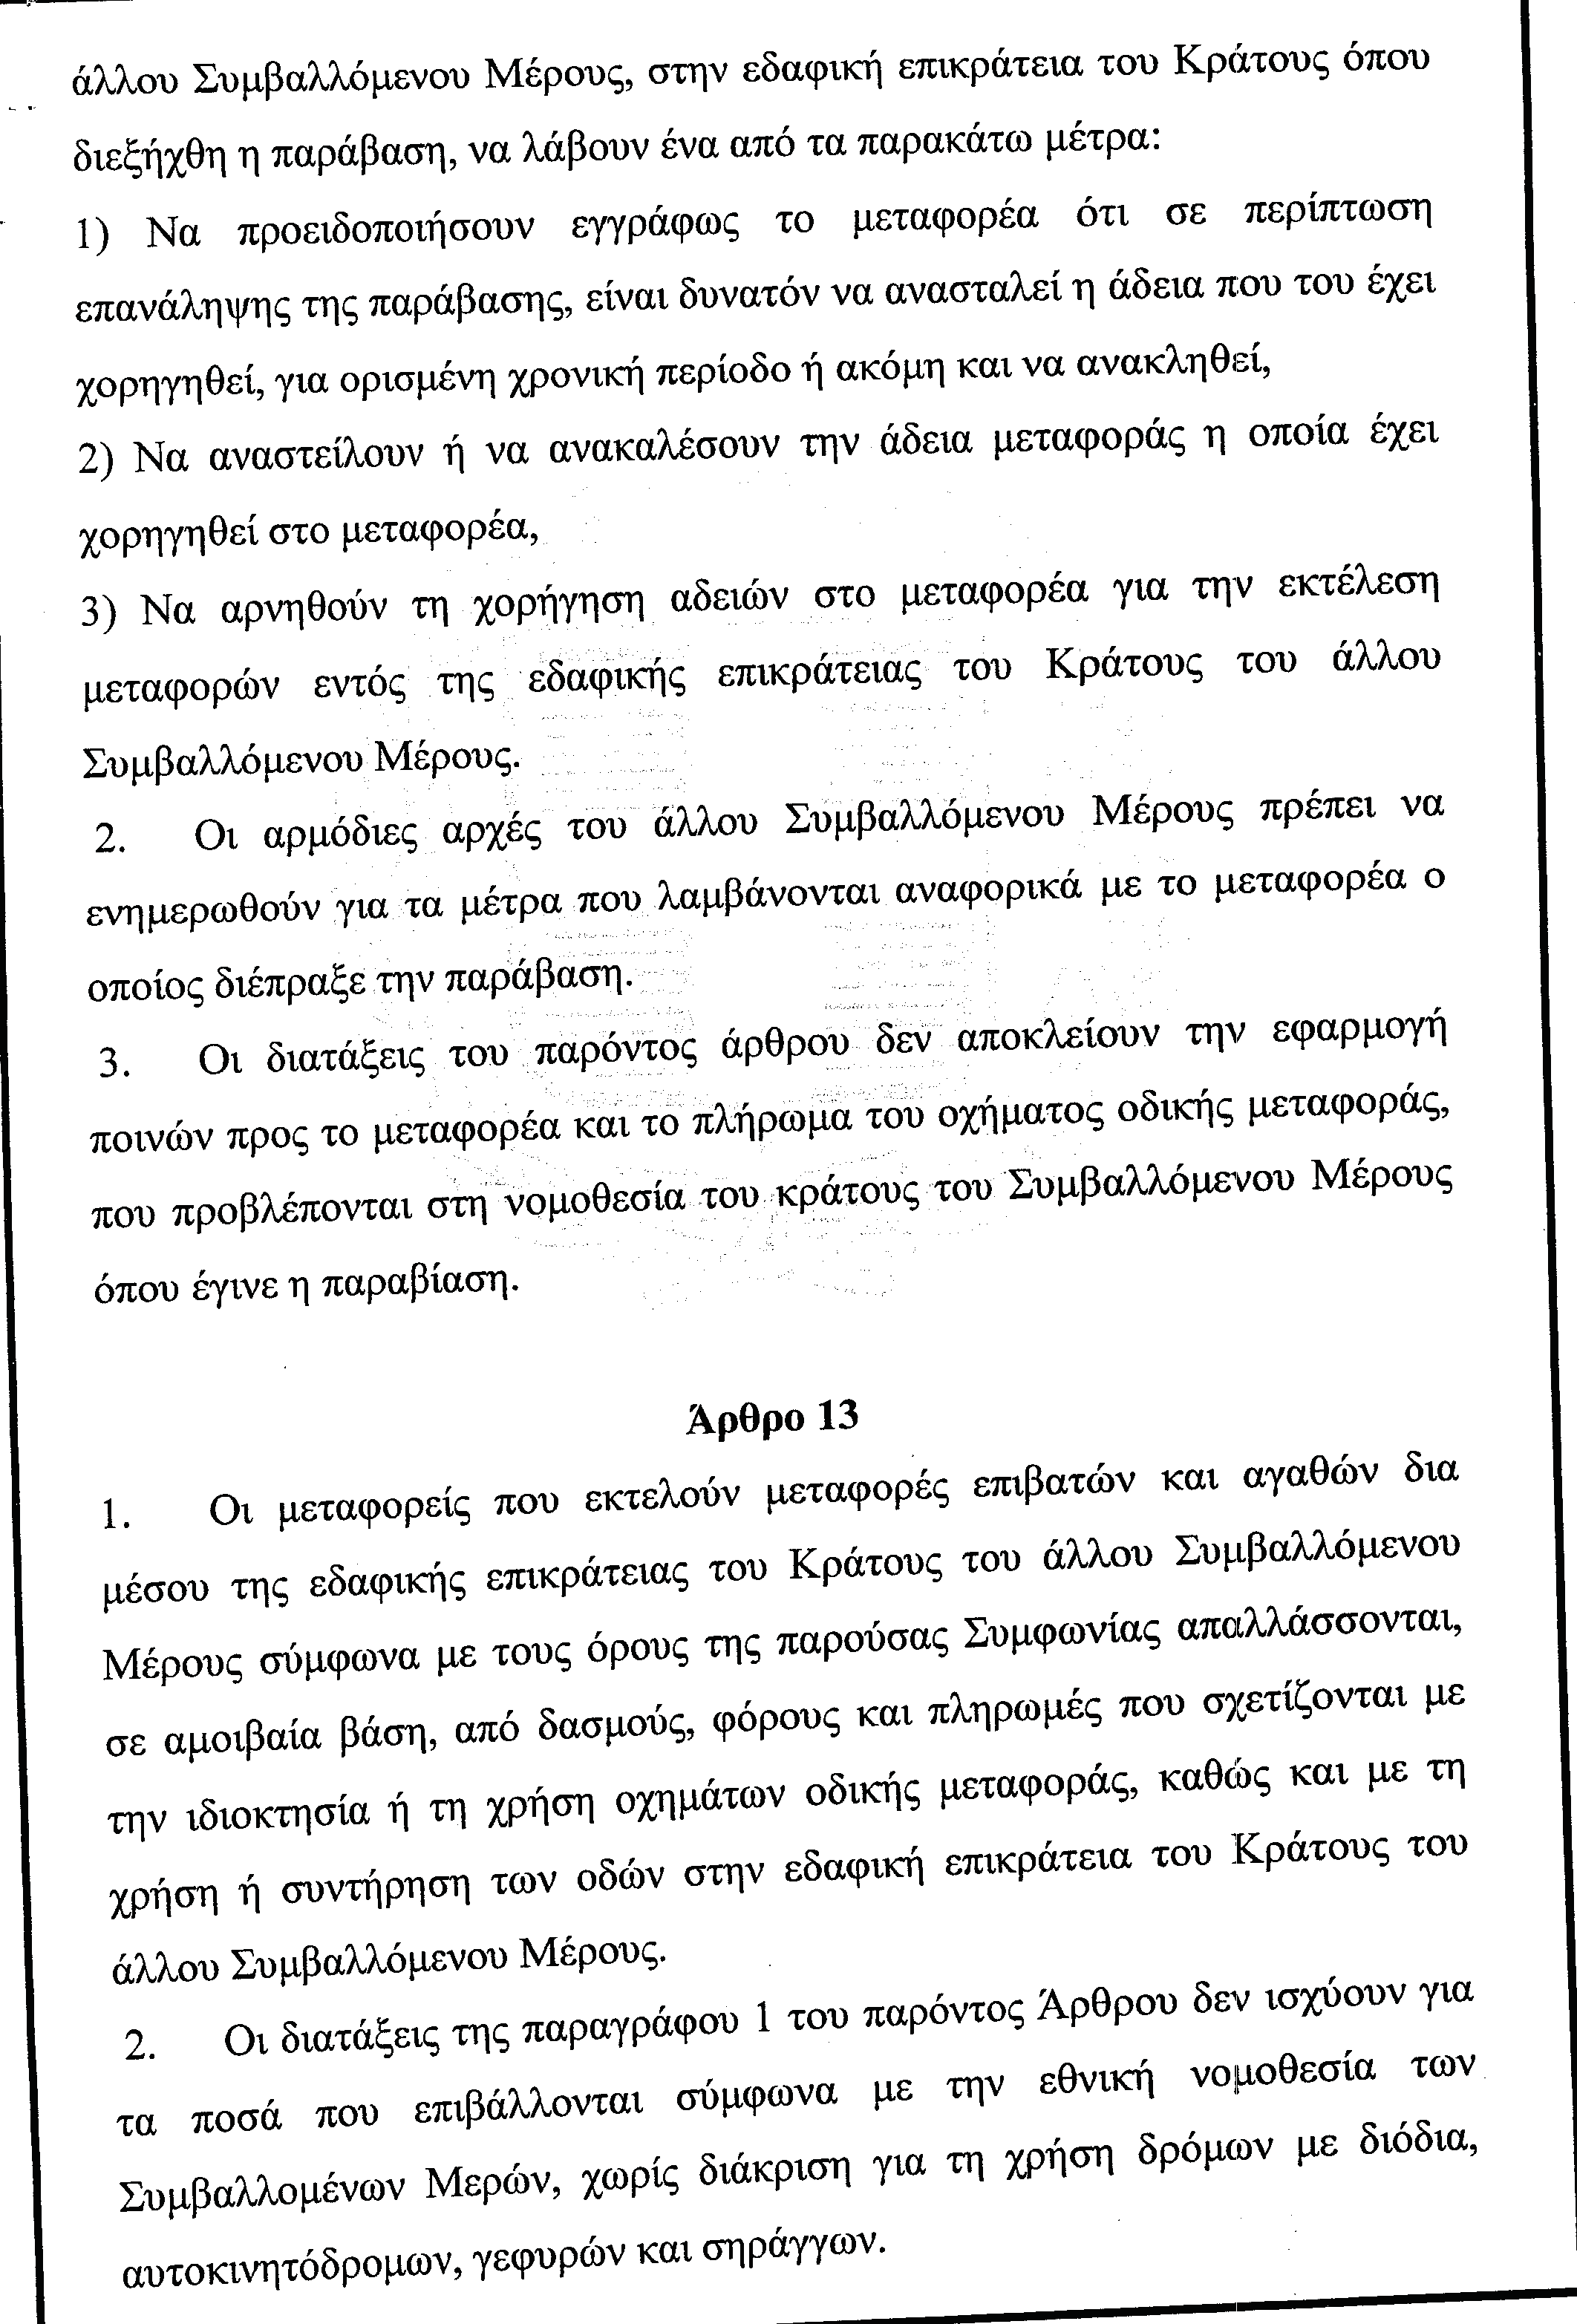 άλλου Συμβαλλόμενου Μέρους, στην εδαφική επικράτεια του Κράτους όπου
διεξήχθη η παράβαση, να λάβουν ένα από τα παρακάτω μέτρα:
1) Να προειδοποιήσουν εγγράφως το μεταφορέα ότι σε περίπτωση
επανάληψης της παράβασης, είναι δυνατόν να ανασταλεί η άδεια που του έχει
χορηγηθεί, για ορισμένη χρονική περίοδο ή ακόμη και να ανακληθεί,
2) Να αναστείλουν ή να ανακαλέσουν την άδεια μεταφοράς η οποία έχει
χορηγηθεί στο μεταφορέα,
3) Να αρνηθούν τη χορήγηση αδειών στο μεταφορέα για την εκτέλεση
μεταφορών εντός της εδαφικής επικράτειας του Κράτους του άλλου
Συμβαλλόμενου Μέρους.
2. Οι αρμόδιες αρχές του άλλου Συμβαλλόμενου Μέρους πρέπει να
ενημερωθούν για τα μέτρα που λαμβάνονται αναφορικά με το μεταφορέα ο
οποίος διέπραξε την παράβαση.
3. Οι διατάξεις του παρόντος άρθρου δεν αποκλείουν την εφαρμογή
ποινών προς το μεταφορέα και το πλήρωμα του οχήματος οδικής μεταφοράς,
που προβλέπονται στη νομοθεσία του κράτους του Συμβαλλόμενου Μέρους
όπου έγινε η παραβίαση.
Άρθρο 13
1. Οι μεταφορείς που εκτελούν μεταφορές επιβατών και αγαθών δια
μέσου της εδαφικής επικράτειας του Κράτους του άλλου Συμβαλλόμενου
Μέρους σύμφωνα με τους όρους της παρούσας Συμφωνίας απαλλάσσονται,
σε αμοιβαία βάση, από δασμούς, φόρους και πληρωμές που σχετίζονται με
την ιδιοκτησία ή τη χρήση οχημάτων οδικής μεταφοράς, καθώς και με τη
χρήση ή συντήρηση των οδών στην εδαφική επικράτεια του Κράτους του
άλλου Συμβαλλόμενου Μέρους.
2. Οι διατάξεις της παραγράφου 1 του παρόντος Άρθρου δεν ισχύουν για
τα ποσά που επιβάλλονται σύμφωνα με την εθνική νομοθεσία των
Συμβαλλομένων Μερών, χωρίς διάκριση για τη χρήση δρόμων με διόδια,
αυτοκινητόδρομων, γεφυρών και σηράγγων.